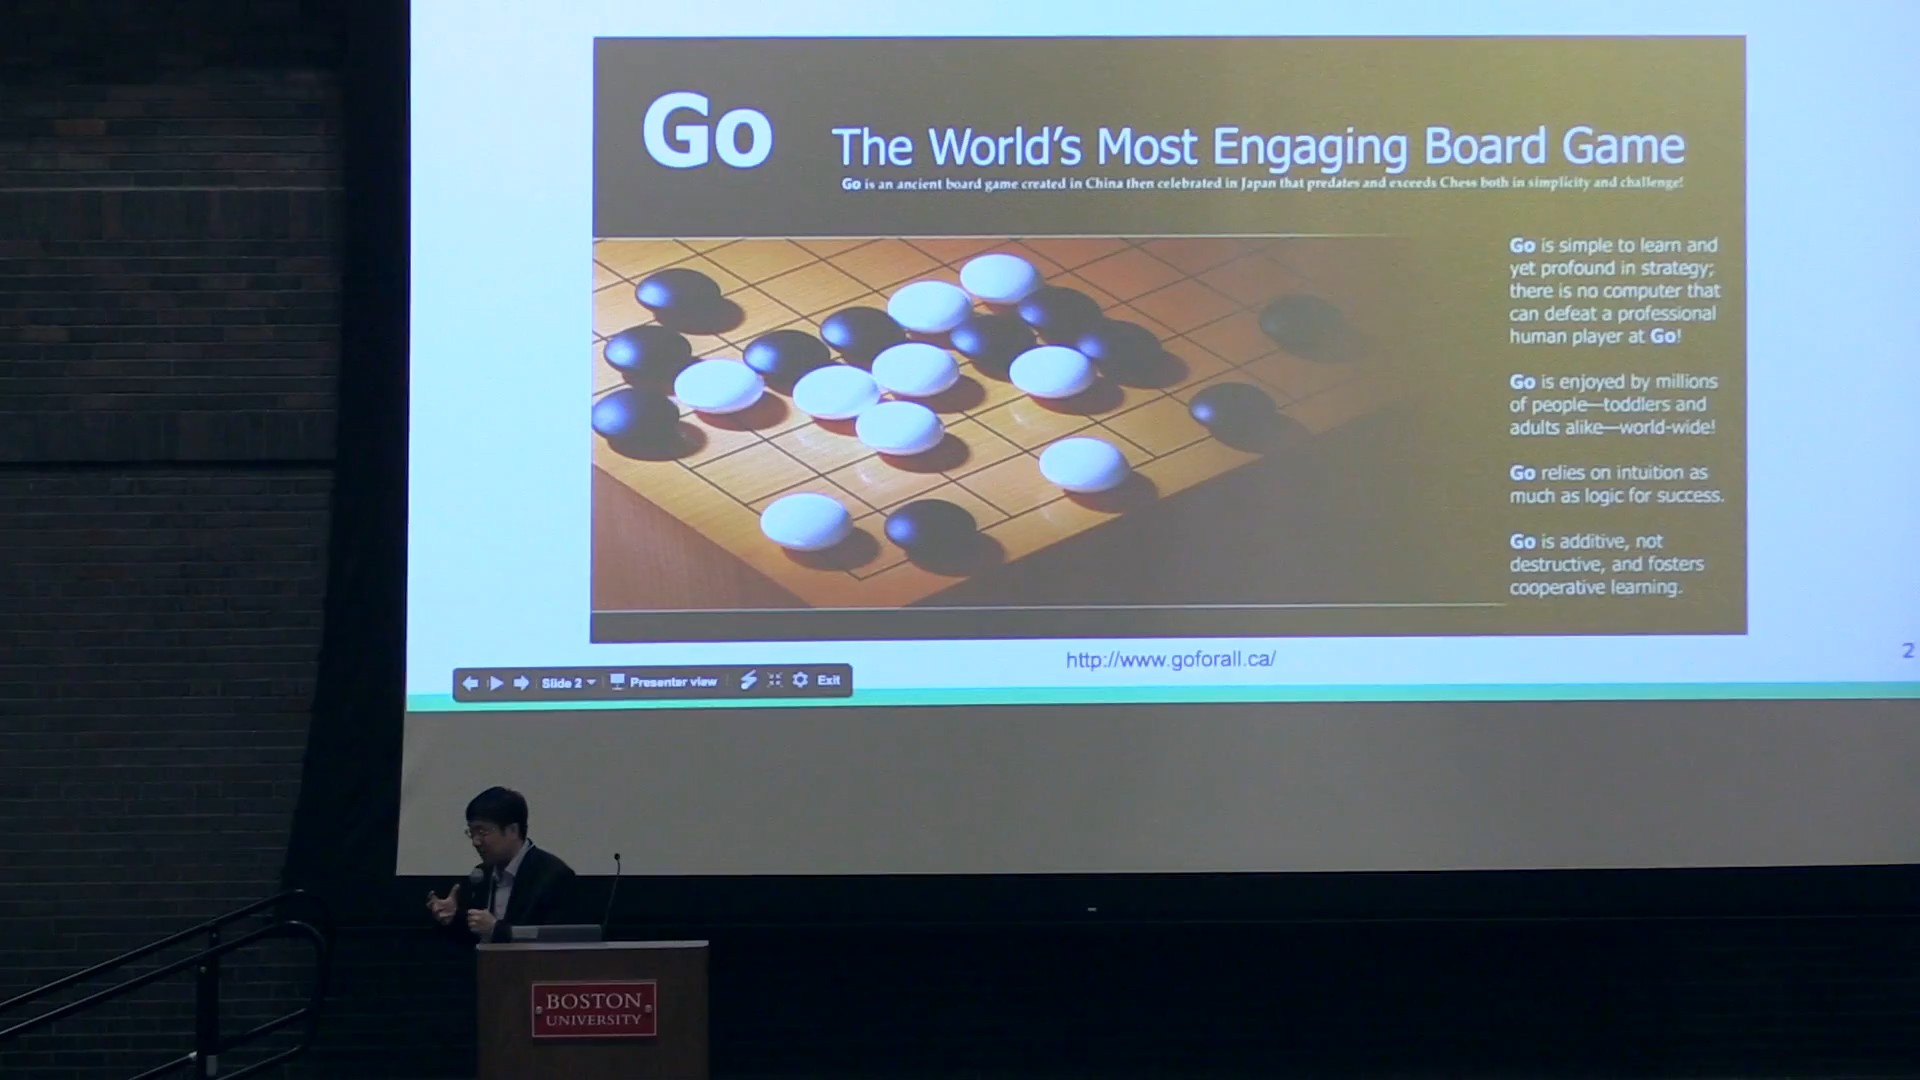 Go
The World's Most Engaging Board Game
Go is an ancient board game created in China then celebrated in Japan that predates and exceeds Chess both in simplicity and challenge!
Go is simple to learn and
yet profound in strategy;
there is no computer that
can defeat a professional
human player at Go!
Go is enjoyed by millions
of people—toddlers and
adults alike—world-wide!
Go relies on intuition as
much as logic for success.
Go is additive, not
destructive, and fosters
cooperative learning.
http://www.goforall.ca/
2
Slide 2
Presenter view
Exit
BOSTON
UNIVERSITY